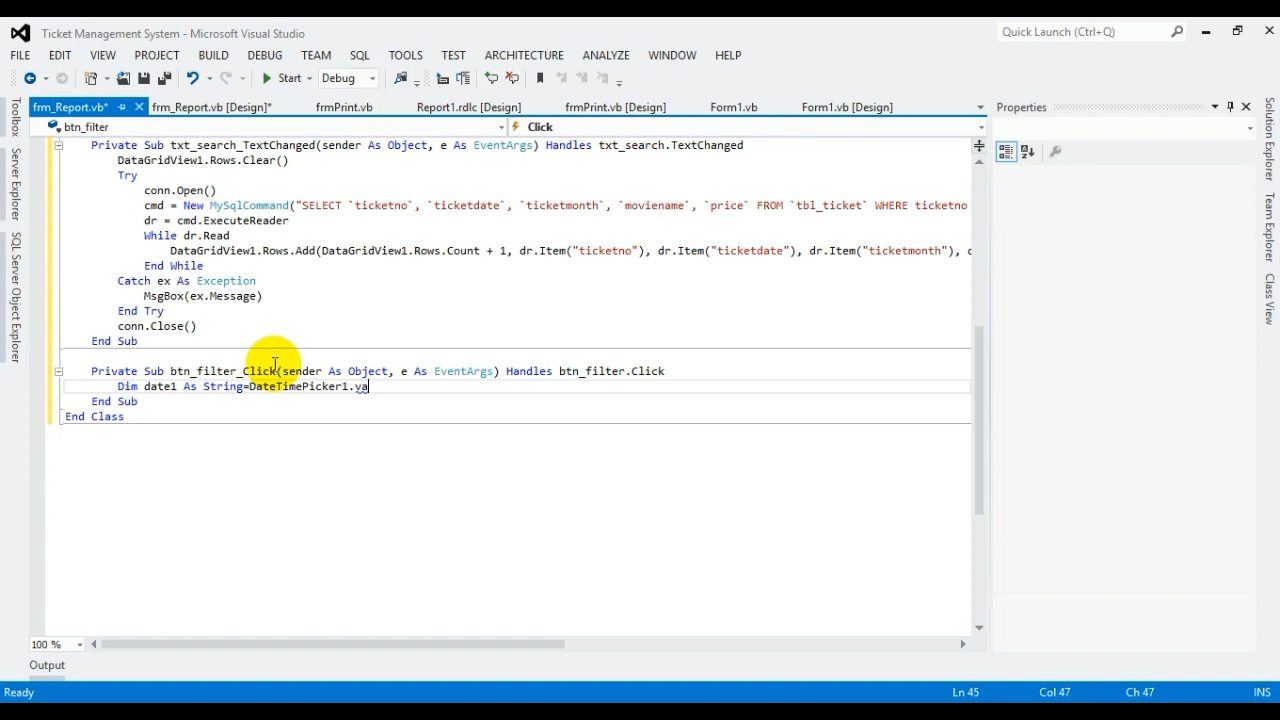 Ticket Management System - Microsoft Visual Studio
Quick Launch (Ctrl+Q)
FILE EDIT VIEW PROJECT BUILD DEBUG TEAM SQL TOOLS TEST ARCHITECTURE ANALYZE WINDOW HELP
Start Debug
frm_Report.vb* frm_Report.vb [Design]* frmPrint.vb Report1.rdlc [Design] frmPrint.vb [Design] Form1.vb Form1.vb [Design] Properties
btn_filter Click
Private Sub txt_search_TextChanged(sender As Object, e As EventArgs) Handles txt_search.TextChanged
DataGridView1.Rows.Clear()
Try
conn.Open()
cmd = New MySqlCommand("SELECT `ticketno`, `ticketdate`, `ticketmonth`, `moviename`, `price` FROM `tbl_ticket` WHERE ticketno
dr = cmd.ExecuteReader
While dr.Read
DataGridView1.Rows.Add(DataGridView1.Rows.Count + 1, dr.Item("ticketno"), dr.Item("ticketdate"), dr.Item("ticketmonth"), d
End While
Catch ex As Exception
MsgBox(ex.Message)
End Try
conn.Close()
End Sub
Private Sub btn_filter_Click(sender As Object, e As EventArgs) Handles btn_filter.Click
Dim date1 As String=DateTimePicker1.va
End Sub
End Class
100 %
Output
Ready Ln 45 Col 47 Ch 47 INS
Toolbox
Server Explorer
SQL Server Object Explorer
Solution Explorer
Team Explorer
Class View